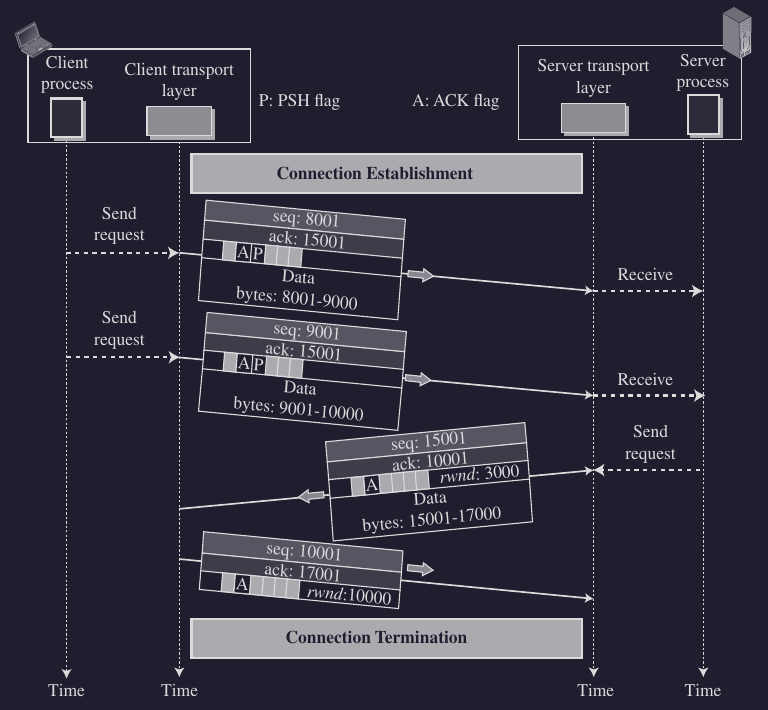 Client
process
Client transport
layer
P: PSH flag
A: ACK flag
Server transport
layer
Server
process
Connection Establishment
Send
request
seq: 8001
ack: 15001
A P
Data
bytes: 8001-9000
Receive
Send
request
seq: 9001
ack: 15001
A P
Data
bytes: 9001-10000
Receive
Send
request
seq: 15001
ack: 10001
A
rwnd: 3000
Data
bytes: 15001-17000
seq: 10001
ack: 17001
A
rwnd:10000
Connection Termination
Time
Time
Time
Time